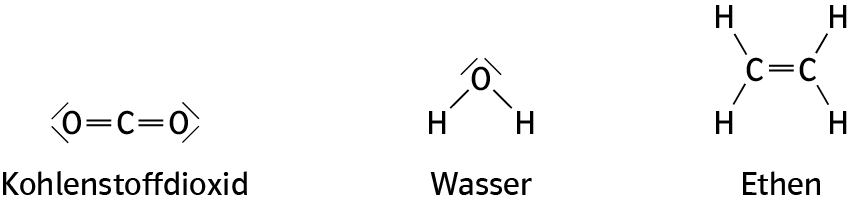 H H
C=C
O=C=O O
H H H H
Kohlenstoffdioxid Wasser Ethen